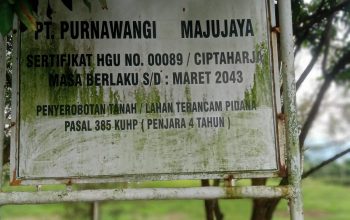 PT. PURNAWANGI MAJUJAYA
SERTIFIKAT HGU NO. 00089 / CIPTAHARJA
MASA BERLAKU S/D : MARET 2043
PENYEROBOTAN TANAH / LAHAN TERANCAM PIDANA
PASAL 385 KUHP ( PENJARA 4 TAHUN )